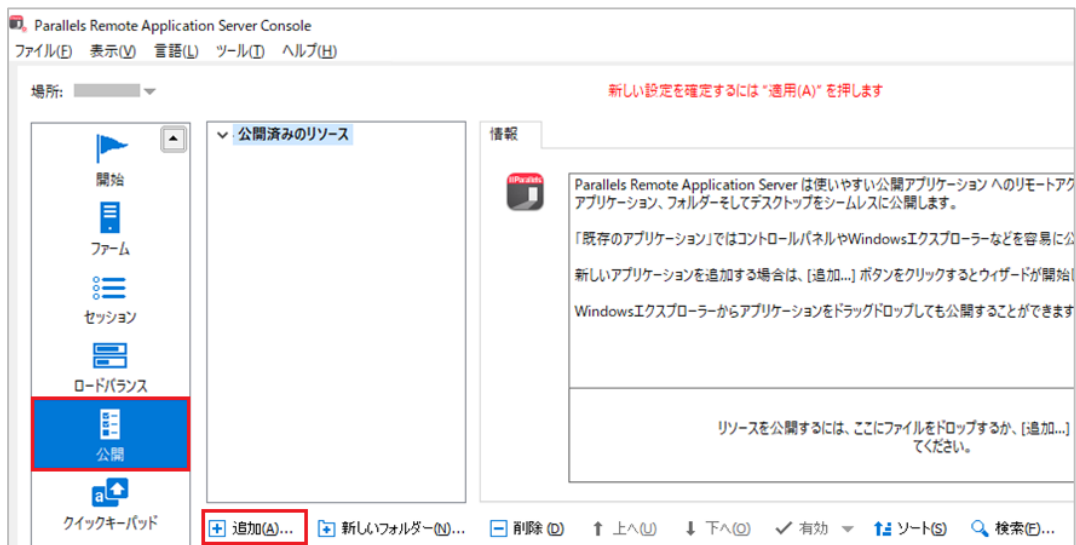 Parallels Remote Application Server Console
ファイル(F) 表示(V) 言語(L) ツール(T) ヘルプ(H)
場所:
新しい設定を確定するには "適用(A)" を押します
開始
ファーム
セッション
ロードバランス
公開
クイックキーパッド
公開済みのリソース
情報
Parallels
Parallels Remote Application Server は使いやすい公開アプリケーション へのリモートアク
アプリケーション、フォルダーそしてデスクトップをシームレスに公開します。
「既存のアプリケーション」ではコントロールパネルやWindowsエクスプローラーなどを容易に公
新しいアプリケーションを追加する場合は、[追加...] ボタンをクリックするとウィザードが開始し
Windowsエクスプローラーからアプリケーションをドラッグドロップしても公開することができます
リソースを公開するには、ここにファイルをドロップするか、[追加...]
てください。
追加(A)... 新しいフォルダー(N)... 削除 (D) 上へ(U) 下へ(O) 有効 ソート(S) 検索(F)...